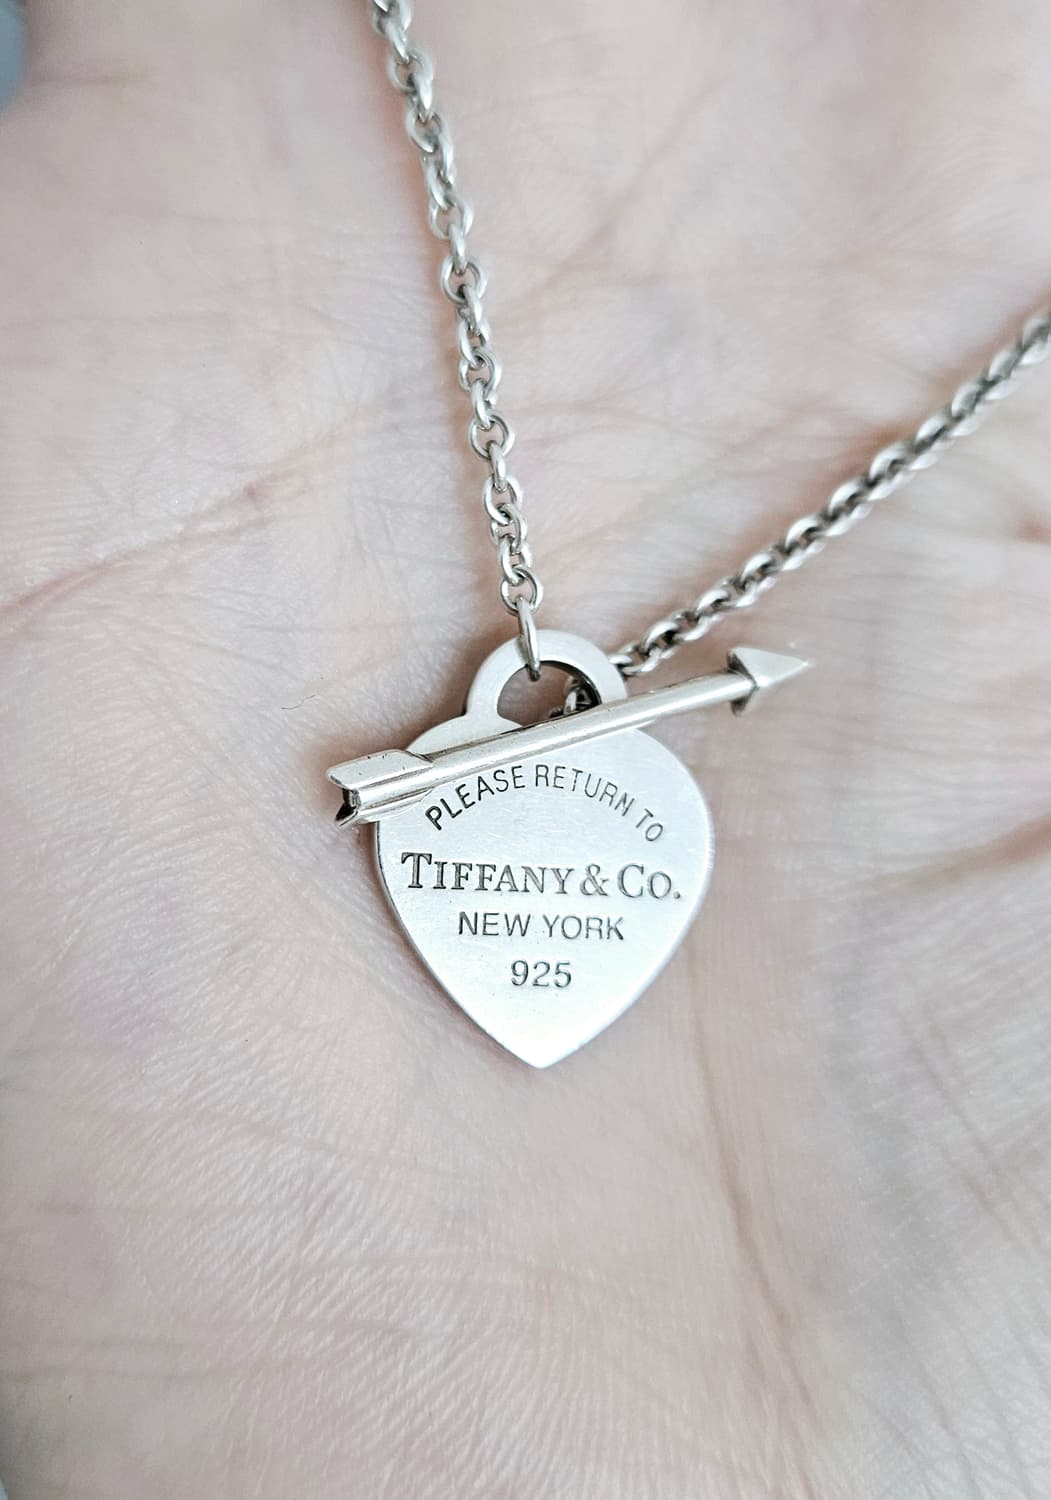 PLEASE RETURN TO
TIFFANY & CO.
NEW YORK
925